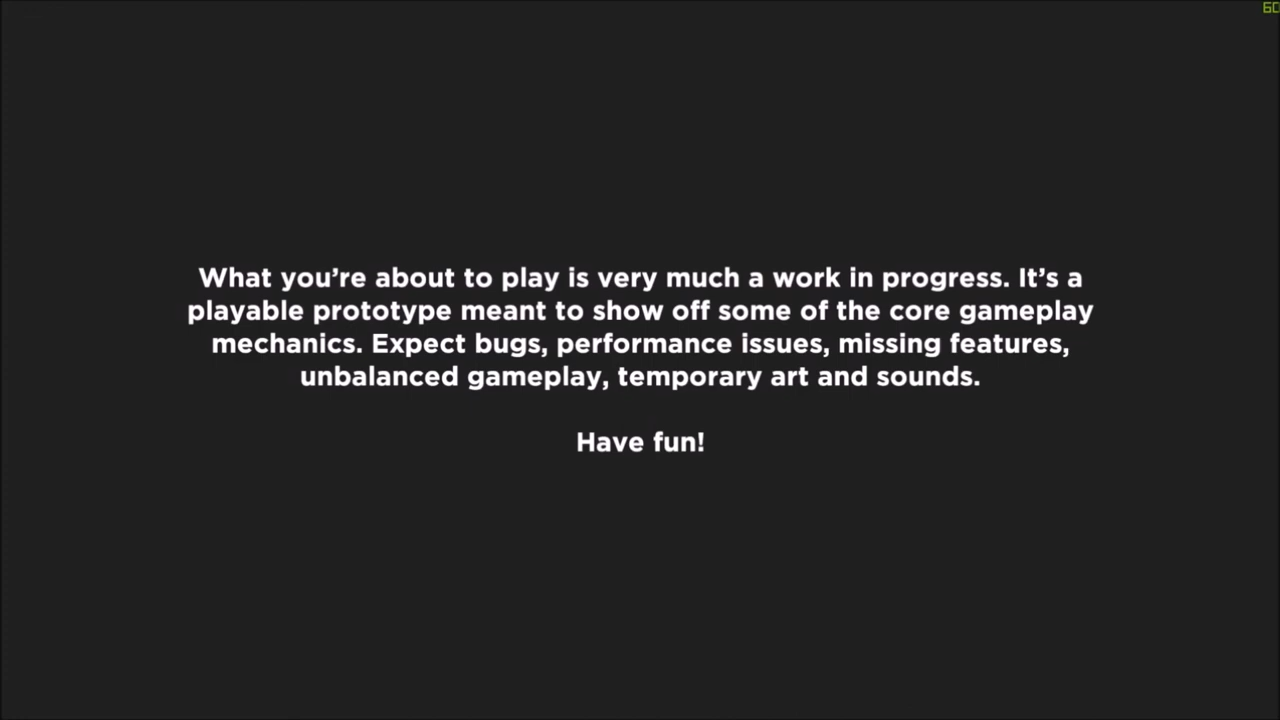 60
What you’re about to play is very much a work in progress. It’s a
playable prototype meant to show off some of the core gameplay
mechanics. Expect bugs, performance issues, missing features,
unbalanced gameplay, temporary art and sounds.
Have fun!